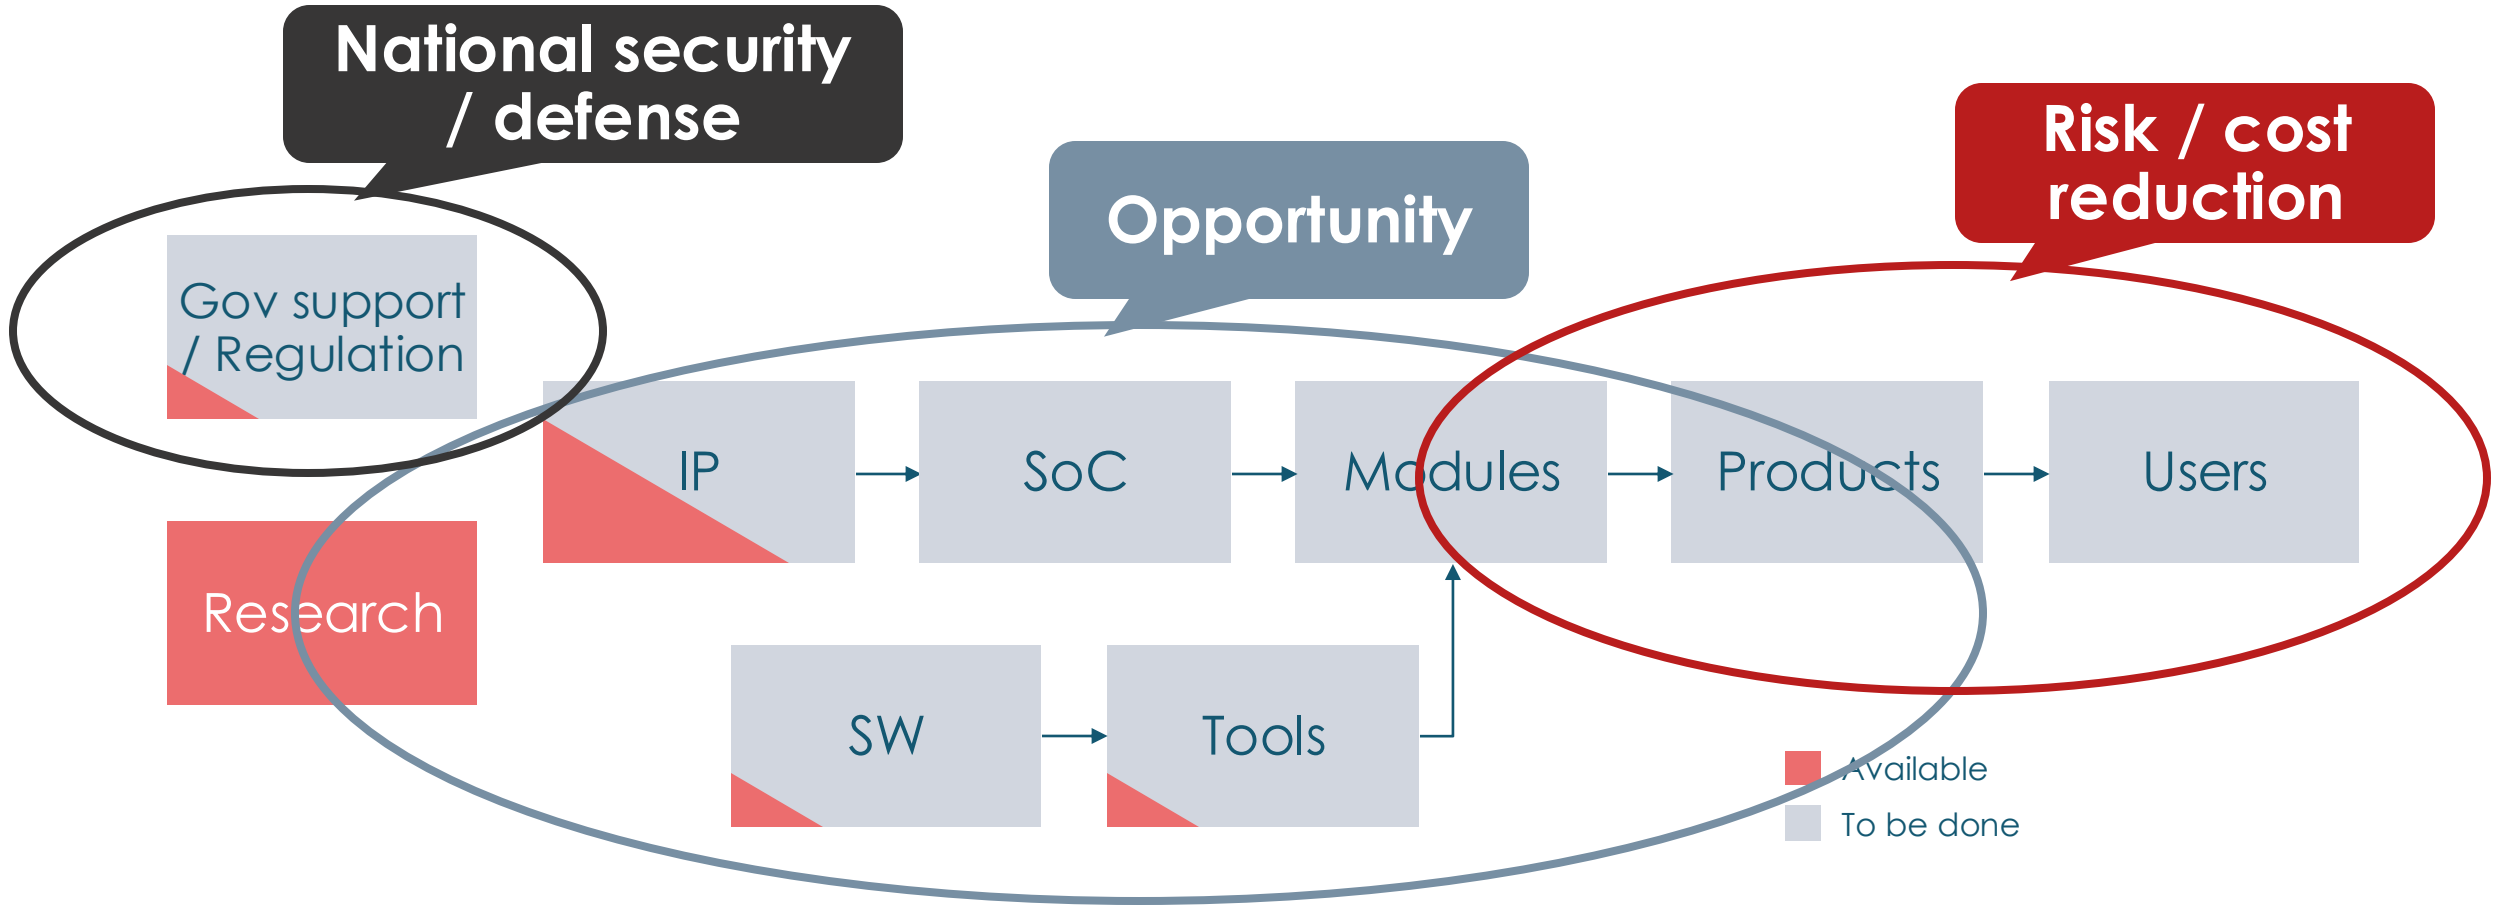 National security
/ defense
Risk / cost
reduction
Opportunity
Gov support
/ Regulation
IP
SoC
Modules
Products
Users
Research
SW
Tools
Available
To be done